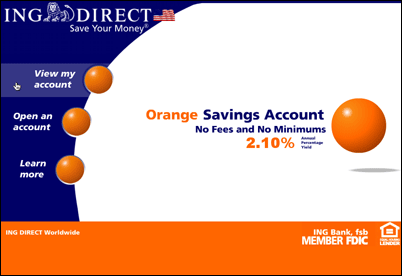 ING DIRECT
Save Your Money®
View my
account
Open an
account
Learn
more
Orange Savings Account
No Fees and No Minimums
2.10% Annual
Percentage
Yield
ING DIRECT Worldwide
ING Bank, fsb
MEMBER FDIC
LENDER